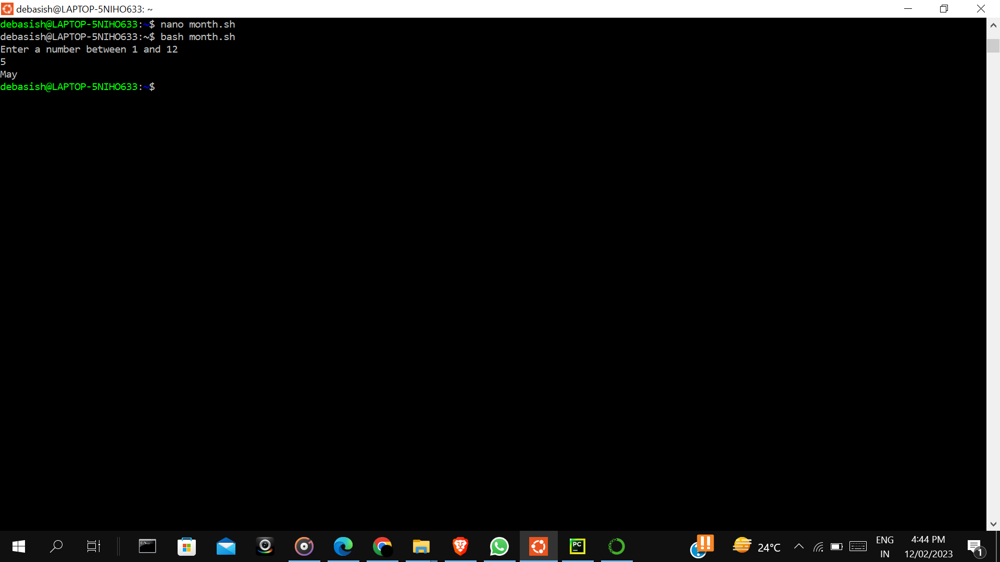 debasish@LAPTOP-5NIHO633: ~
debasish@LAPTOP-5NIHO633:~$ nano month.sh
debasish@LAPTOP-5NIHO633:~$ bash month.sh
Enter a number between 1 and 12
5
May
debasish@LAPTOP-5NIHO633:~$
C:\_
PC
24°C
ENG
IN
4:44 PM
12/02/2023
1